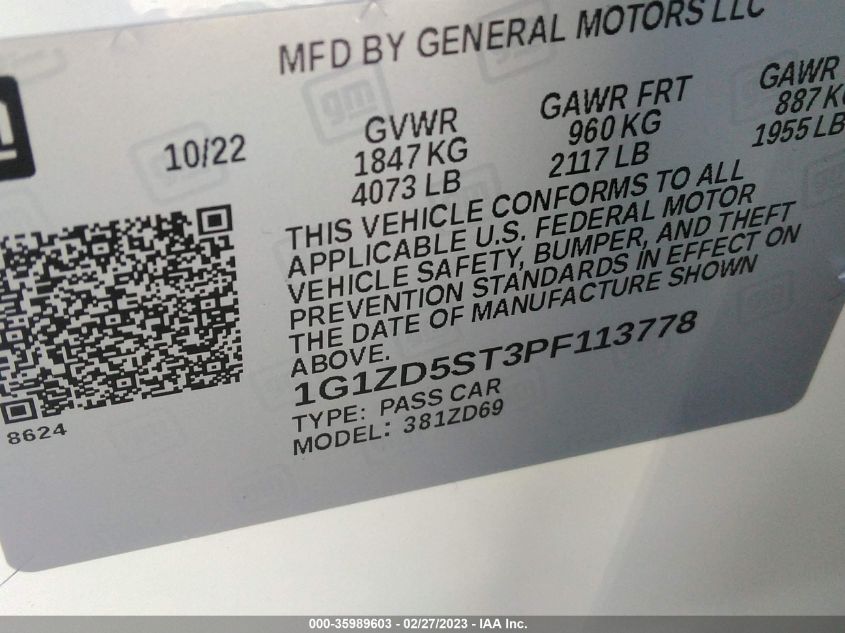 MFD BY GENERAL MOTORS LLC
10/22
GVWR
1847 KG
4073 LB
GAWR FRT
960 KG
2117 LB
GAWR
887 KG
1955 LB
THIS VEHICLE CONFORMS TO ALL
APPLICABLE U.S. FEDERAL MOTOR
VEHICLE SAFETY, BUMPER, AND THEFT
PREVENTION STANDARDS IN EFFECT ON
THE DATE OF MANUFACTURE SHOWN
ABOVE.
1G1ZD5ST3PF113778
TYPE: PASS CAR
MODEL: 381ZD69
8624
gm
000-35989603 - 02/27/2023 - IAA Inc.